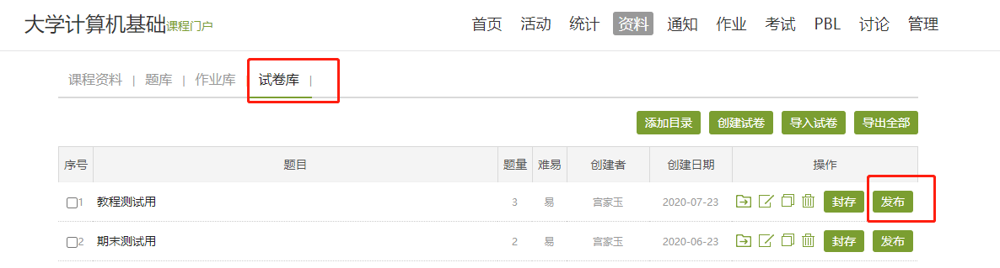 大学计算机基础课程门户 首页 活动 统计 资料 通知 作业 考试 PBL 讨论 管理
课程资料 | 题库 | 作业库 | 试卷库 |
添加目录 创建试卷 导入试卷 导出全部
序号 题目 题量 难易 创建者 创建日期 操作
1 教程测试用 3 易 宫家玉 2020-07-23 封存 发布
2 期末测试用 2 易 宫家玉 2020-06-23 封存 发布